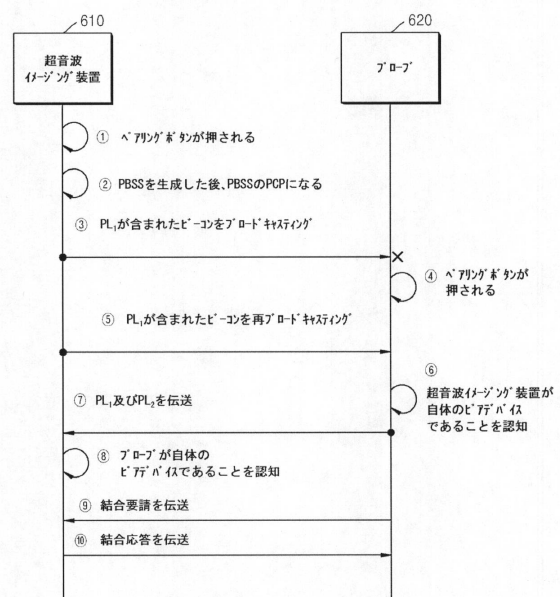 610
620
超音波
イメージング装置
プローブ
① ペアリングボタンが押される
② PBSSを生成した後、PBSSのPCPになる
③ PL₁が含まれたビーコンをブロードキャスティング
④ ペアリングボタンが
押される
⑤ PL₁が含まれたビーコンを再ブロードキャスティング
⑥
超音波イメージング装置が
自体のピアデバイス
であることを認知
⑦ PL₁及びPL₂を伝送
⑧ プローブが自体の
ピアデバイスであることを認知
⑨ 結合要請を伝送
⑩ 結合応答を伝送